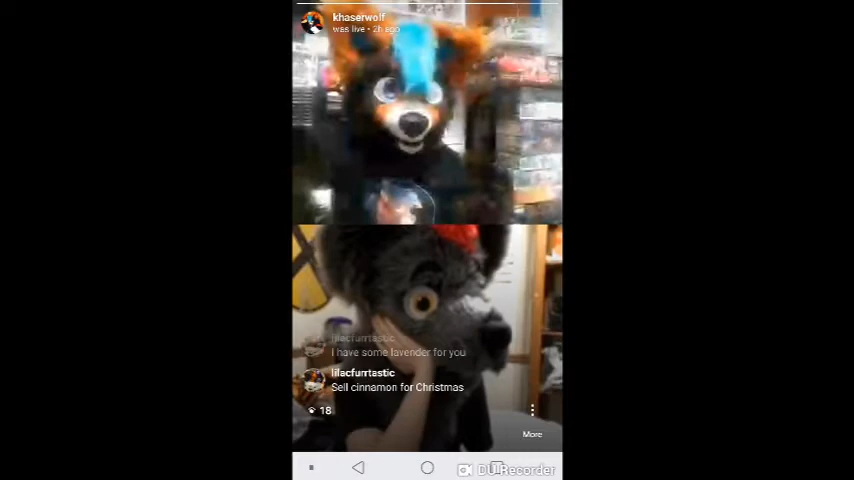 khaserwolf
was live • 2h ago
lilacfurrtastic
I have some lavender for you
lilacfurrtastic
Sell cinnamon for Christmas
18
More
DU Recorder